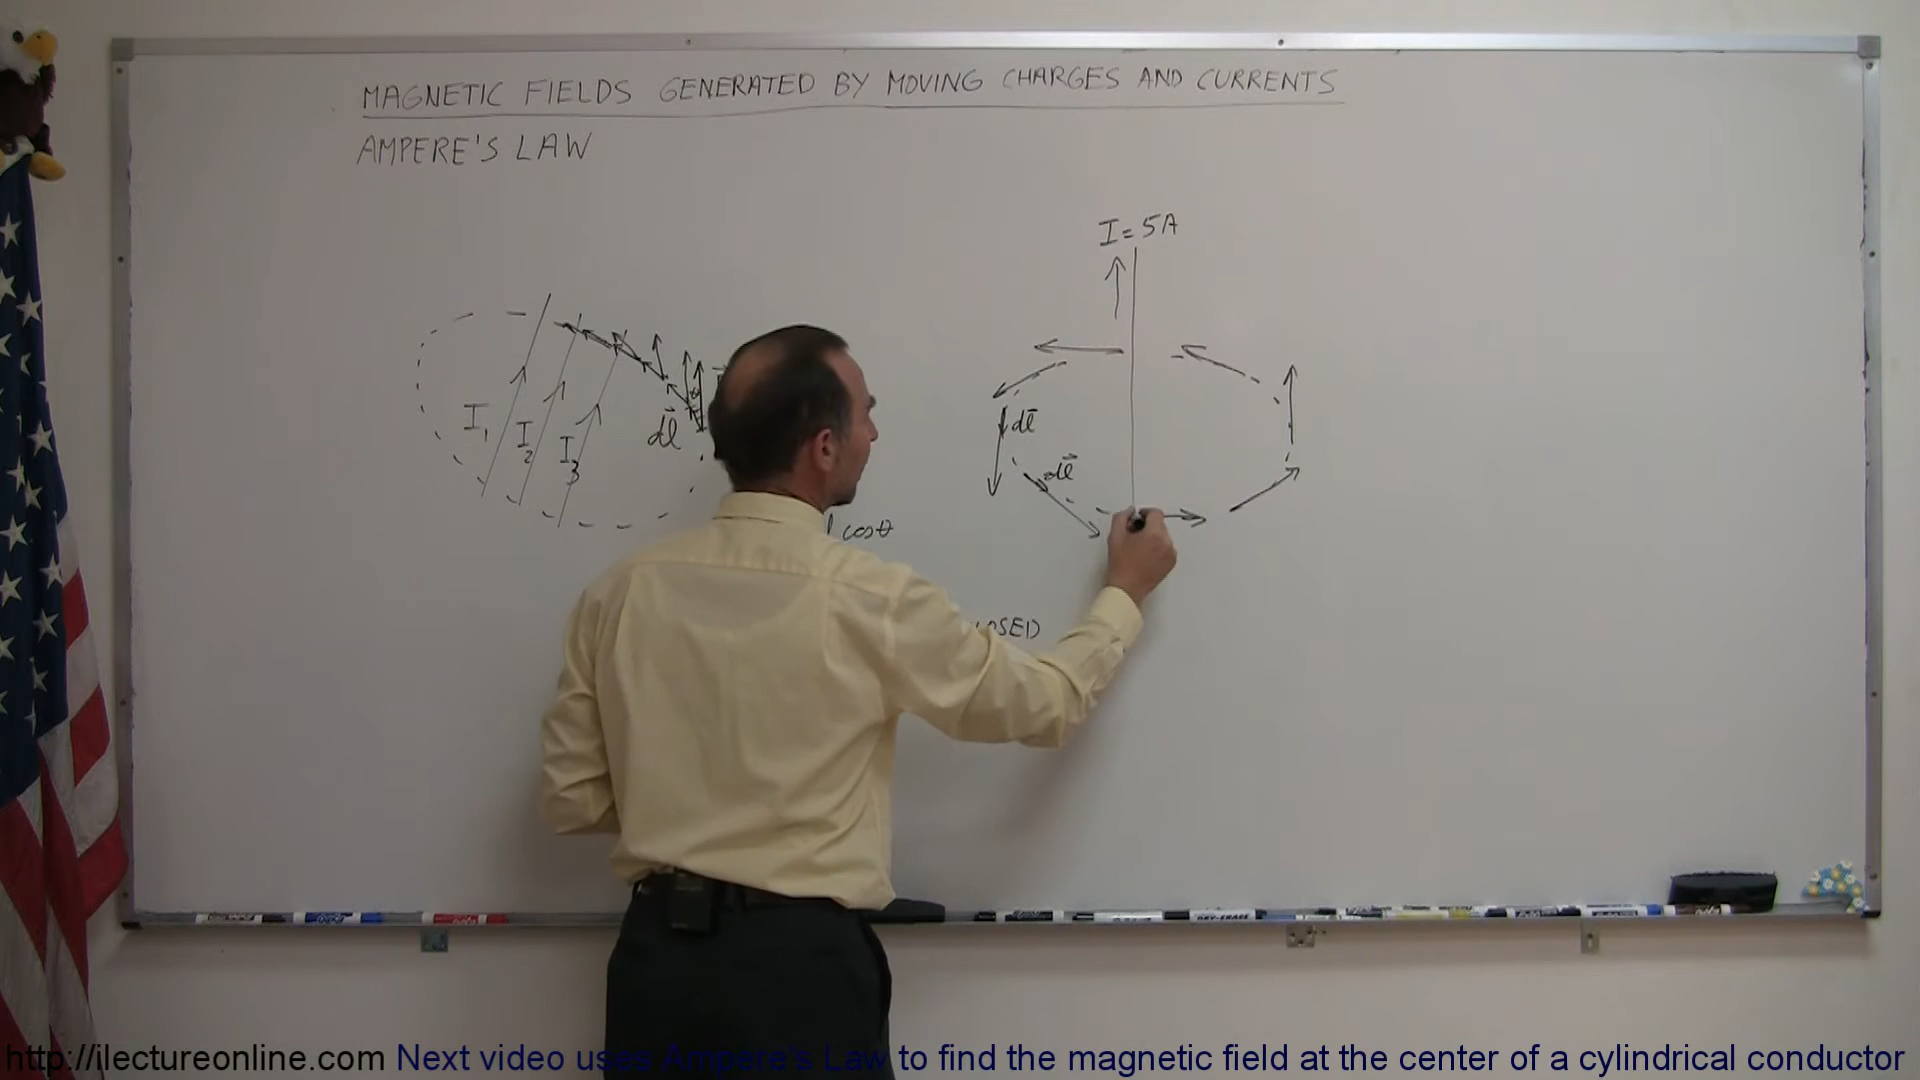 MAGNETIC FIELDS GENERATED BY MOVING CHARGES AND CURRENTS
AMPERE'S LAW
I = 5A
I₁
I₂
I₃
dl⃗
dl⃗
dl⃗
cosθ
LOSED
http://ilectureonline.com Next video uses Ampere's Law to find the magnetic field at the center of a cylindrical conductor